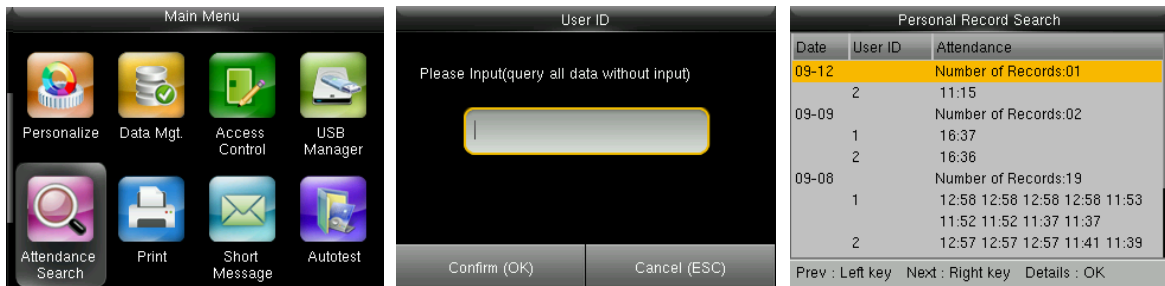 Main Menu
Personalize
Data Mgt.
Access
Control
USB
Manager
Attendance
Search
Print
Short
Message
Autotest
User ID
Please Input(query all data without input)
Confirm (OK)
Cancel (ESC)
Personal Record Search
Date User ID Attendance
09-12 Number of Records:01
2 11:15
09-09 Number of Records:02
1 16:37
2 16:36
09-08 Number of Records:19
1 12:58 12:58 12:58 12:58 11:53
11:52 11:52 11:37 11:37
2 12:57 12:57 12:57 11:41 11:39
Prev : Left key Next : Right key Details : OK